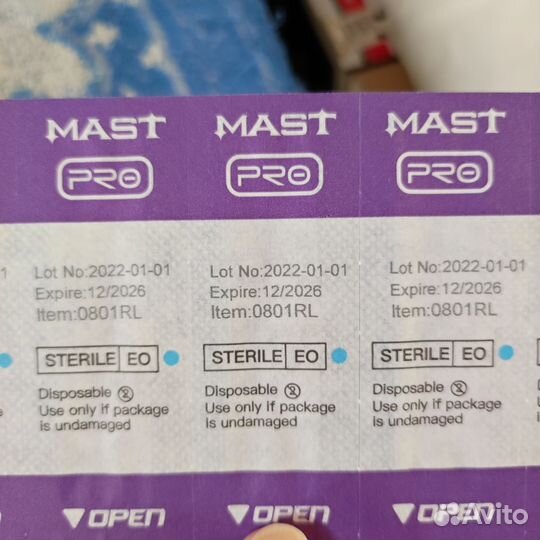 MAST
PRO
Lot No:2022-01-01
Expire:12/2026
Item:0801RL
STERILE EO
Disposable
Use only if package
is undamaged
OPEN
MAST
PRO
Lot No:2022-01-01
Expire:12/2026
Item:0801RL
STERILE EO
Disposable
Use only if package
is undamaged
OPEN
MAST
PRO
Lot No:2022-01-01
Expire:12/2026
Item:0801RL
STERILE EO
Disposable
Use only if package
is undamaged
OPEN
Avito